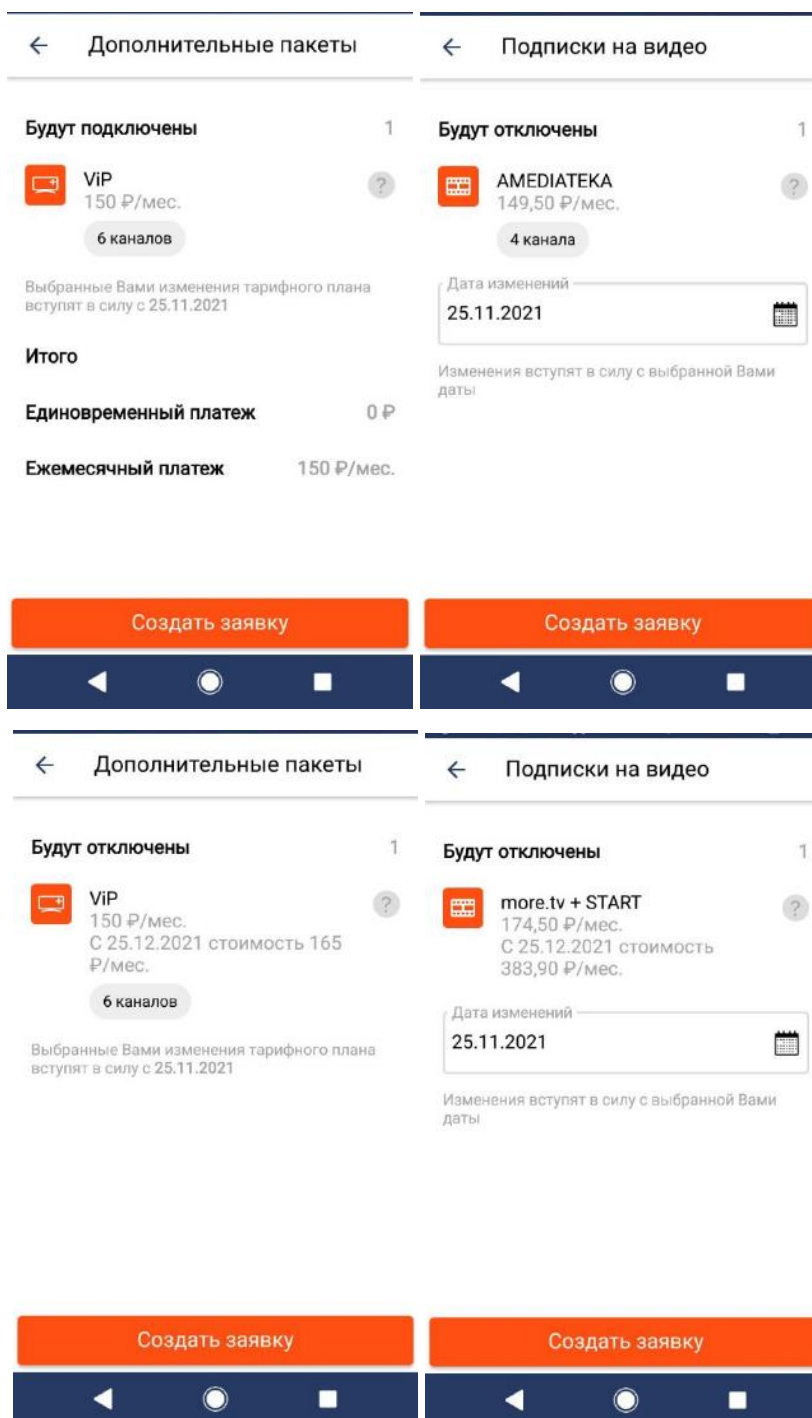 Дополнительные пакеты
Будут подключены 1
ViP
150 ₽/мес.
6 каналов
Выбранные Вами изменения тарифного плана
вступят в силу с 25.11.2021
Итого
Единовременный платеж 0 ₽
Ежемесячный платеж 150 ₽/мес.
Создать заявку
Подписки на видео
Будут отключены 1
AMEDIATEKA
149,50 ₽/мес.
4 канала
Дата изменений
25.11.2021
Изменения вступят в силу с выбранной Вами
даты
Создать заявку
Дополнительные пакеты
Будут отключены 1
ViP
150 ₽/мес.
С 25.12.2021 стоимость 165
₽/мес.
6 каналов
Выбранные Вами изменения тарифного плана
вступят в силу с 25.11.2021
Создать заявку
Подписки на видео
Будут отключены 1
more.tv + START
174,50 ₽/мес.
С 25.12.2021 стоимость
383,90 ₽/мес.
Дата изменений
25.11.2021
Изменения вступят в силу с выбранной Вами
даты
Создать заявку